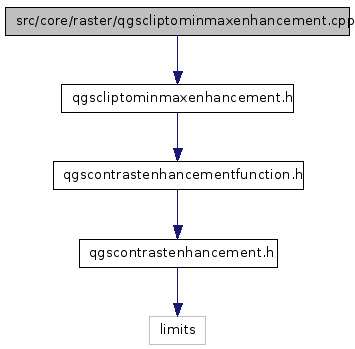 src/core/raster/qgscliptominmaxenhancement.cpp
qgscliptominmaxenhancement.h
qgscontrastenhancementfunction.h
qgscontrastenhancement.h
limits